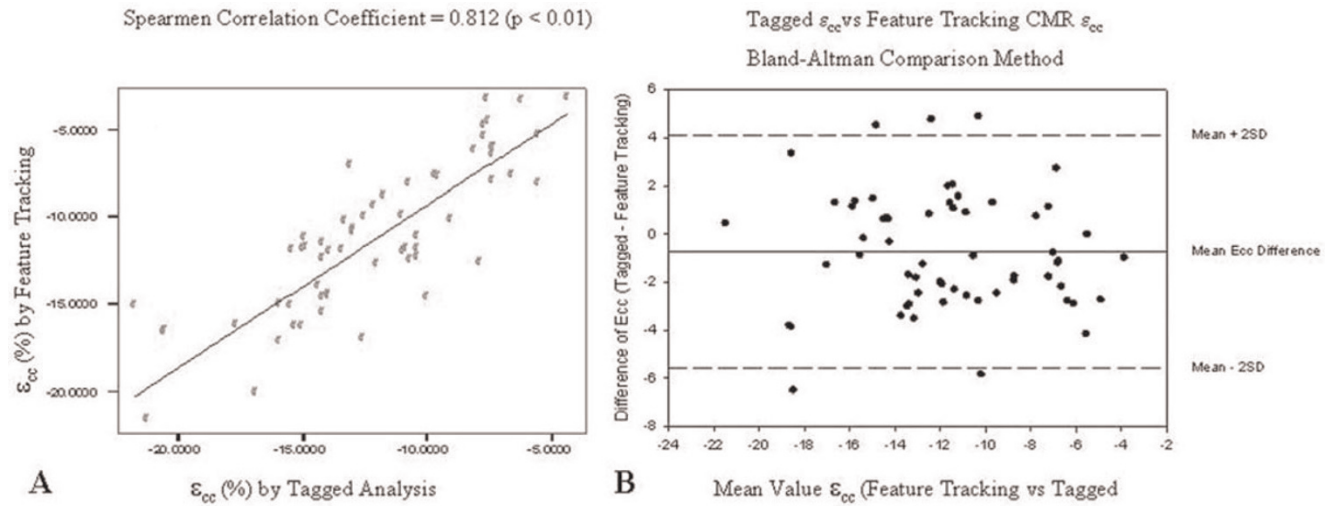 Spearmen Correlation Coefficient = 0.812 (p < 0.01)
-5.0000
-10.0000
-15.0000
-20.0000
εcc (%) by Feature Tracking
-20.0000 -15.0000 -10.0000 -5.0000
A
εcc (%) by Tagged Analysis
Tagged εcc vs Feature Tracking CMR εcc
Bland-Altman Comparison Method
6
4
2
0
-2
-4
-6
-8
Difference of Ecc (Tagged - Feature Tracking)
Mean + 2SD
Mean Ecc Difference
Mean - 2SD
-24 -22 -20 -18 -16 -14 -12 -10 -8 -6 -4 -2
B
Mean Value εcc (Feature Tracking vs Tagged